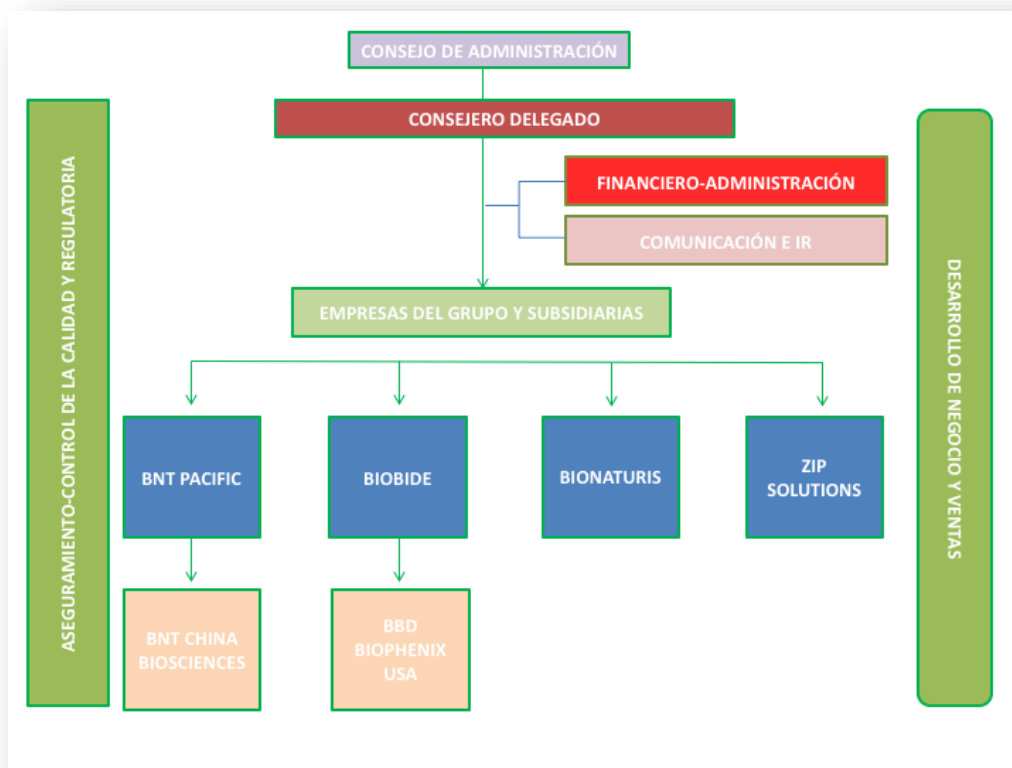 CONSEJO DE ADMINISTRACIÓN
CONSEJERO DELEGADO
FINANCIERO-ADMINISTRACIÓN
COMUNICACIÓN E IR
EMPRESAS DEL GRUPO Y SUBSIDIARIAS
ASEGURAMIENTO-CONTROL DE LA CALIDAD Y REGULATORIA
DESARROLLO DE NEGOCIO Y VENTAS
BNT PACIFIC
BIOBIDE
BIONATURIS
ZIP
SOLUTIONS
BNT CHINA
BIOSCIENCES
BBD
BIOPHENIX
USA